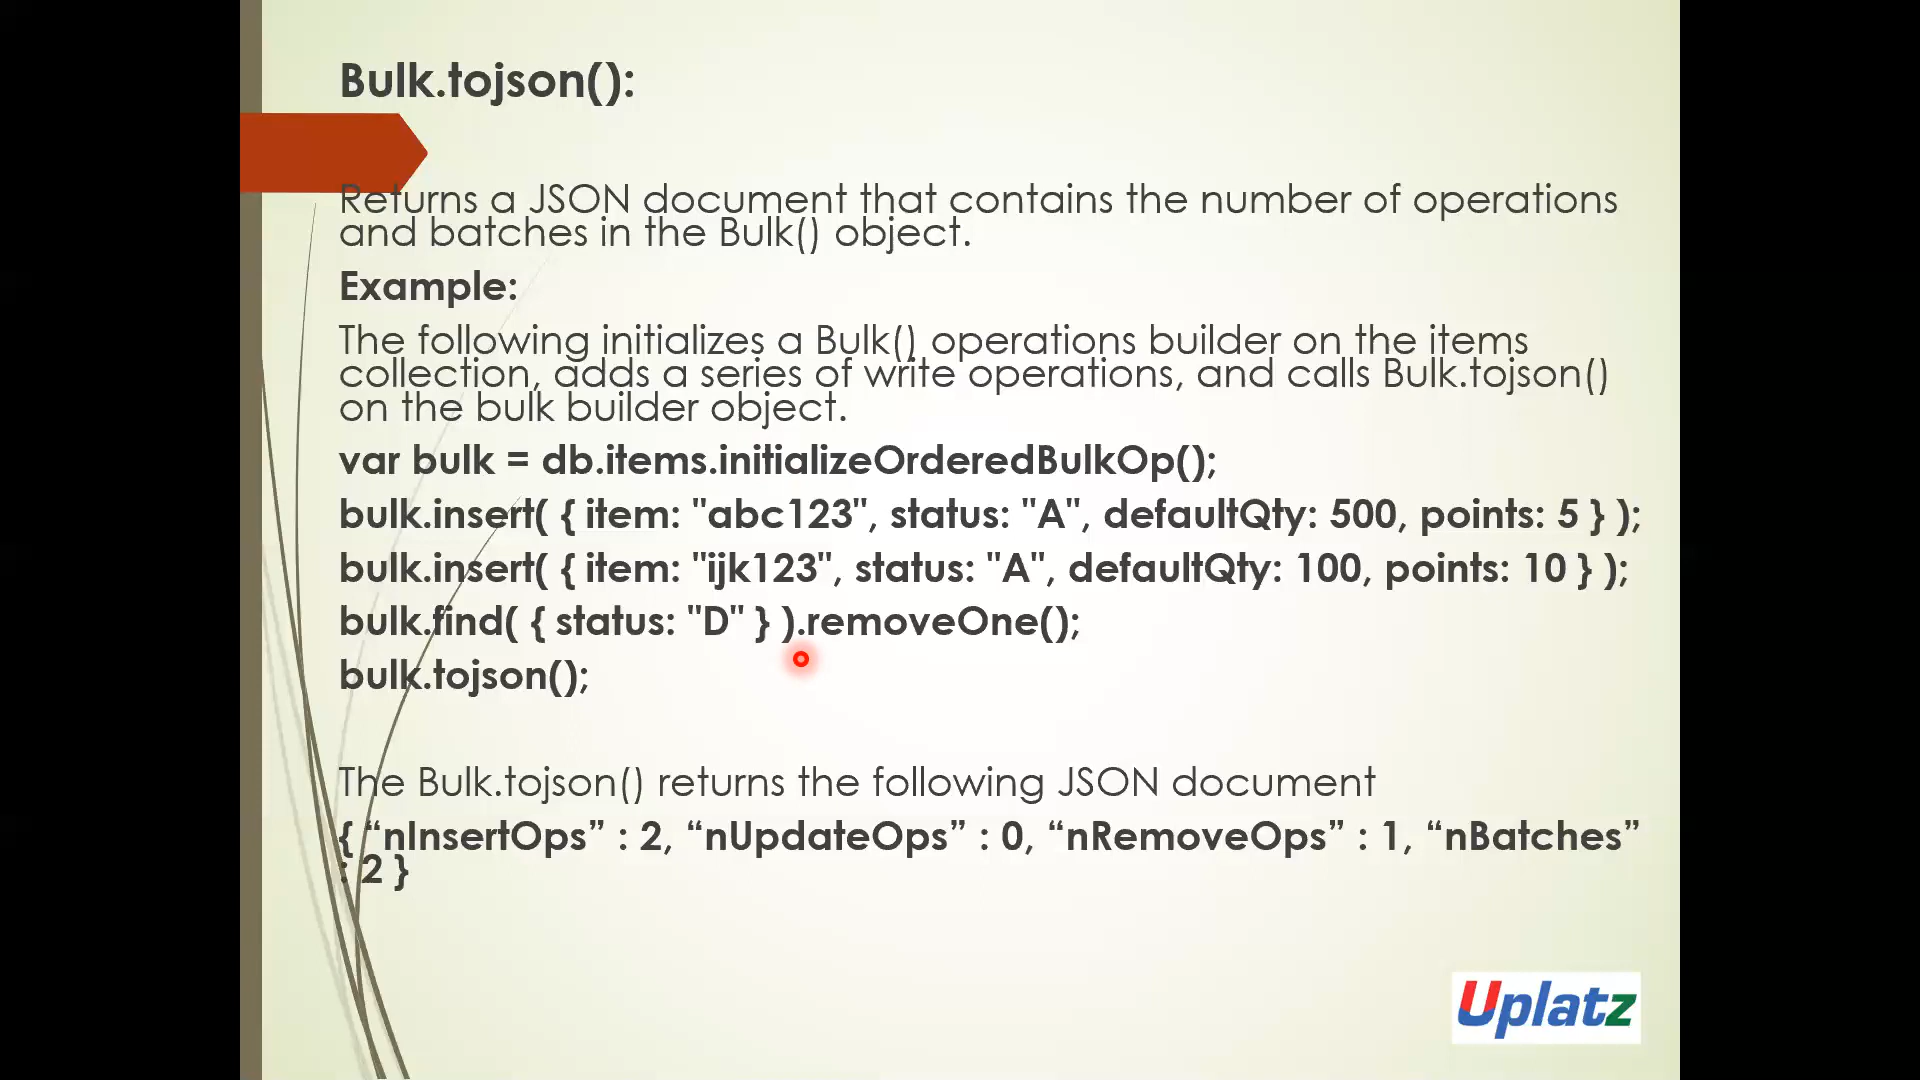 Bulk.tojson():
Returns a JSON document that contains the number of operations
and batches in the Bulk() object.
Example:
The following initializes a Bulk() operations builder on the items
collection, adds a series of write operations, and calls Bulk.tojson()
on the bulk builder object.
var bulk = db.items.initializeOrderedBulkOp();
bulk.insert( { item: "abc123", status: "A", defaultQty: 500, points: 5 } );
bulk.insert( { item: "ijk123", status: "A", defaultQty: 100, points: 10 } );
bulk.find( { status: "D" } ).removeOne();
bulk.tojson();
The Bulk.tojson() returns the following JSON document
{ “nInsertOps” : 2, “nUpdateOps” : 0, “nRemoveOps” : 1, “nBatches”
: 2 }
Uplatz